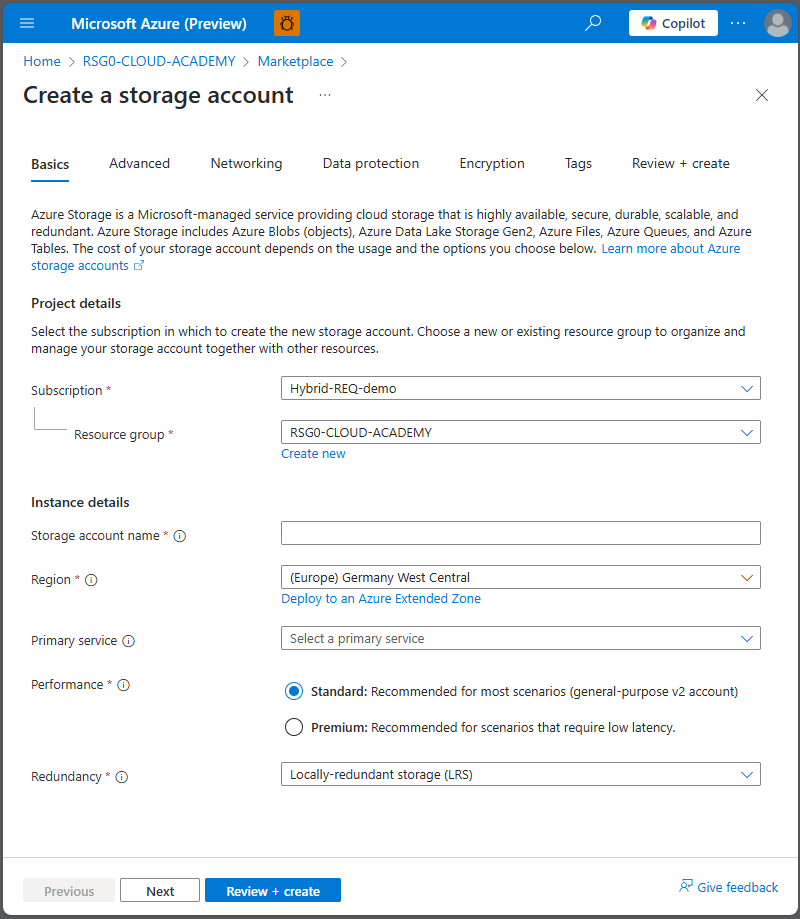 Microsoft Azure (Preview)
Copilot
Home > RSG0-CLOUD-ACADEMY > Marketplace >
Create a storage account ...
Basics Advanced Networking Data protection Encryption Tags Review + create
Azure Storage is a Microsoft-managed service providing cloud storage that is highly available, secure, durable, scalable, and
redundant. Azure Storage includes Azure Blobs (objects), Azure Data Lake Storage Gen2, Azure Files, Azure Queues, and Azure
Tables. The cost of your storage account depends on the usage and the options you choose below. Learn more about Azure
storage accounts
Project details
Select the subscription in which to create the new storage account. Choose a new or existing resource group to organize and
manage your storage account together with other resources.
Subscription * Hybrid-REQ-demo
Resource group * RSG0-CLOUD-ACADEMY
Create new
Instance details
Storage account name *
Region * (Europe) Germany West Central
Deploy to an Azure Extended Zone
Primary service Select a primary service
Performance * Standard: Recommended for most scenarios (general-purpose v2 account)
Premium: Recommended for scenarios that require low latency.
Redundancy * Locally-redundant storage (LRS)
Previous Next Review + create Give feedback